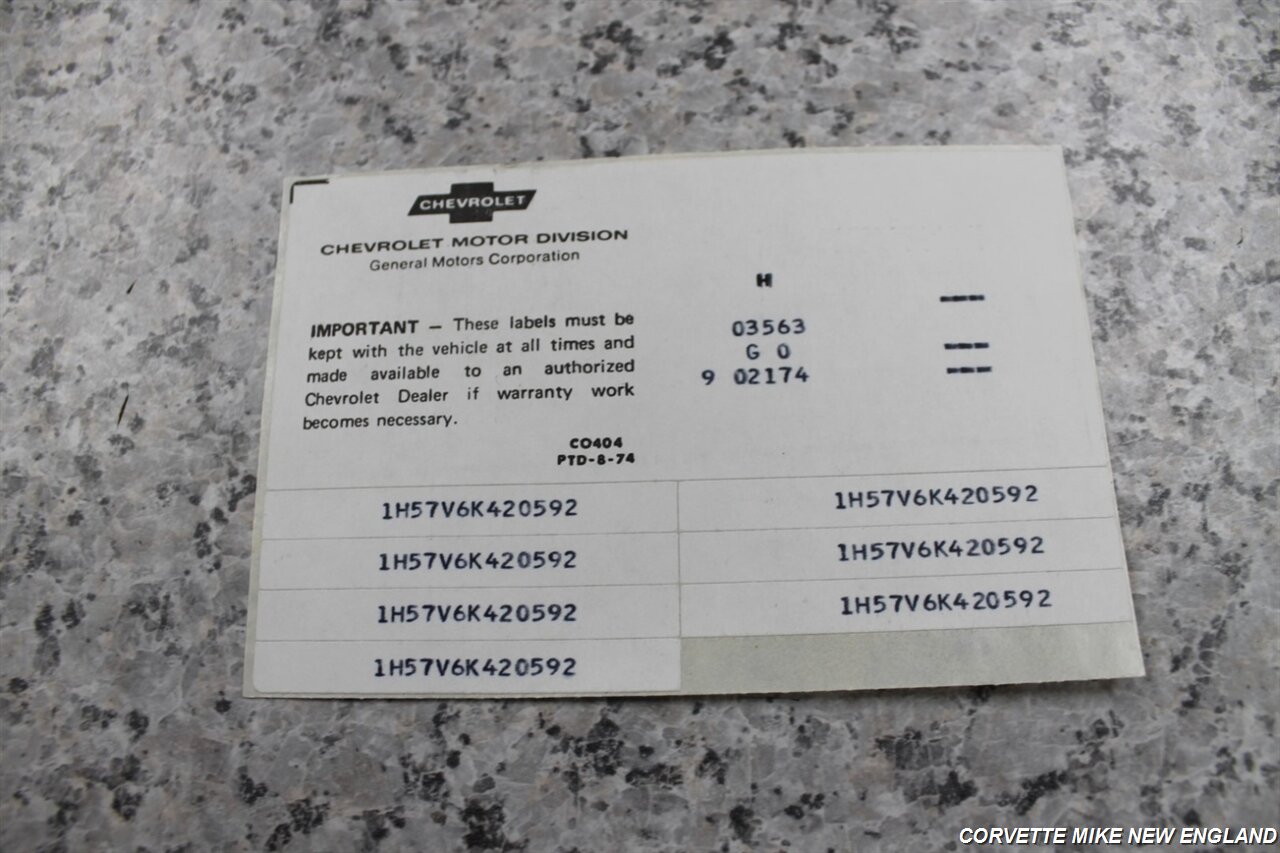 CHEVROLET
CHEVROLET MOTOR DIVISION
General Motors Corporation
IMPORTANT — These labels must be
kept with the vehicle at all times and
made available to an authorized
Chevrolet Dealer if warranty work
becomes necessary.
CO404
PTD-8-74
H
---
03563
G 0 ---
9 02174 ---
1H57V6K420592 1H57V6K420592
1H57V6K420592 1H57V6K420592
1H57V6K420592 1H57V6K420592
1H57V6K420592
CORVETTE MIKE NEW ENGLAND